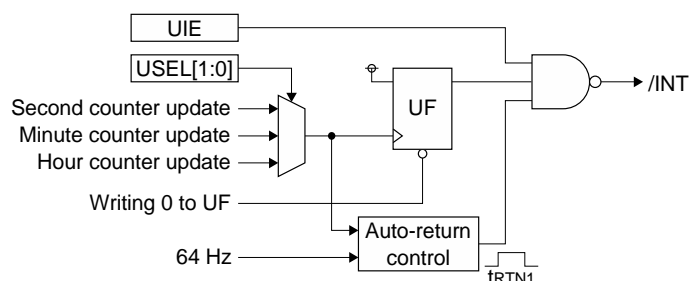 UIE
USEL[1:0]
/INT
UF
Second counter update
Minute counter update
Hour counter update
Writing 0 to UF
Auto-return
control
64 Hz
tRTN1